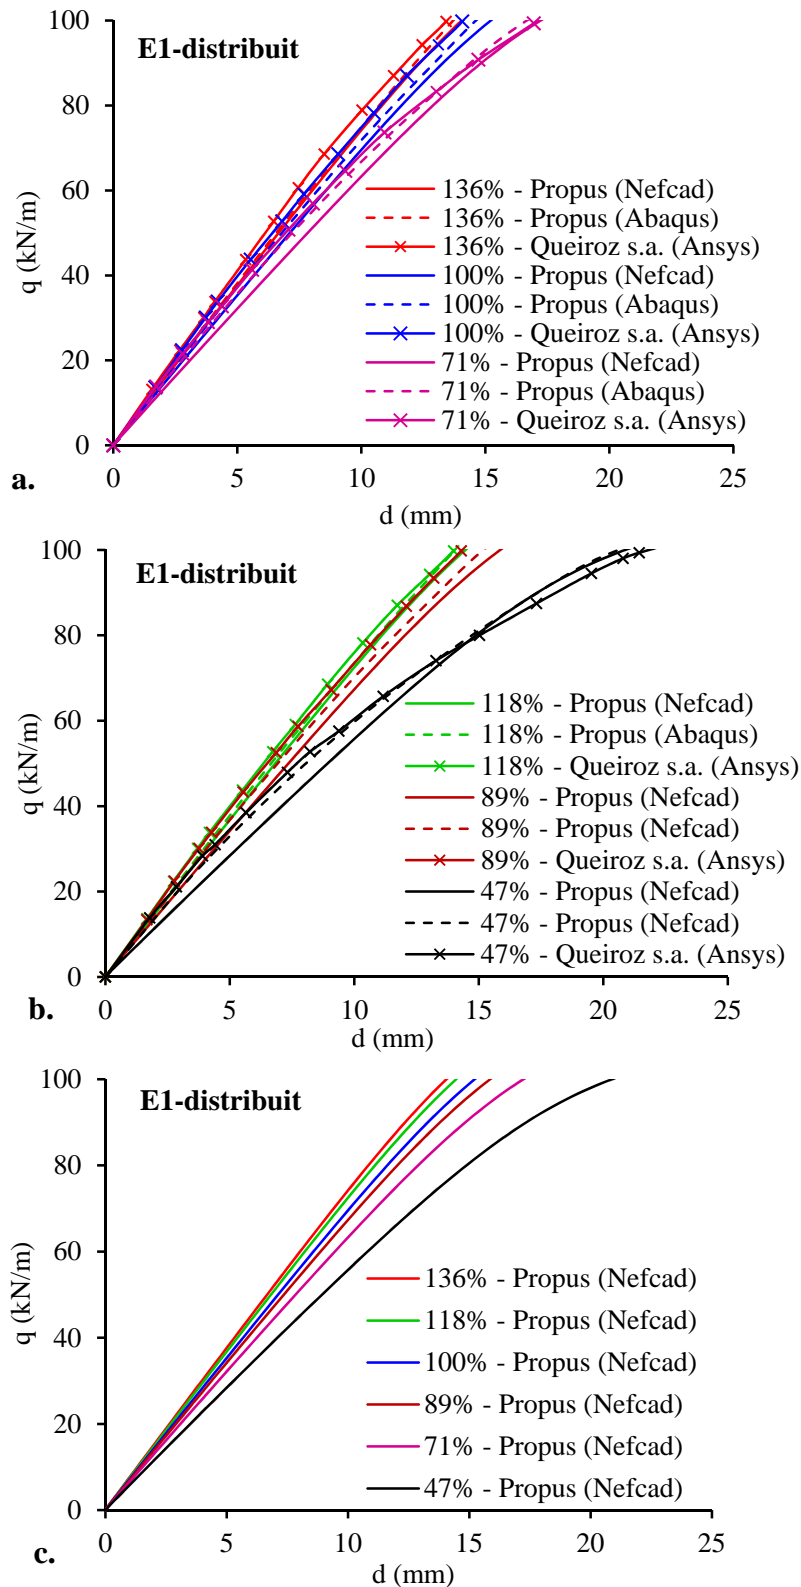 E1-distribuit
100
80
60
40
20
0
q (kN/m)
136% - Propus (Nefcad)
136% - Propus (Abaqus)
136% - Queiroz s.a. (Ansys)
100% - Propus (Nefcad)
100% - Propus (Abaqus)
100% - Queiroz s.a. (Ansys)
71% - Propus (Nefcad)
71% - Propus (Abaqus)
71% - Queiroz s.a. (Ansys)
0 5 10 15 20 25
a.
d (mm)
E1-distribuit
100
80
60
40
20
0
q (kN/m)
118% - Propus (Nefcad)
118% - Propus (Abaqus)
118% - Queiroz s.a. (Ansys)
89% - Propus (Nefcad)
89% - Propus (Nefcad)
89% - Queiroz s.a. (Ansys)
47% - Propus (Nefcad)
47% - Propus (Nefcad)
47% - Queiroz s.a. (Ansys)
0 5 10 15 20 25
b.
d (mm)
E1-distribuit
100
80
60
40
20
0
q (kN/m)
136% - Propus (Nefcad)
118% - Propus (Nefcad)
100% - Propus (Nefcad)
89% - Propus (Nefcad)
71% - Propus (Nefcad)
47% - Propus (Nefcad)
0 5 10 15 20 25
c.
d (mm)